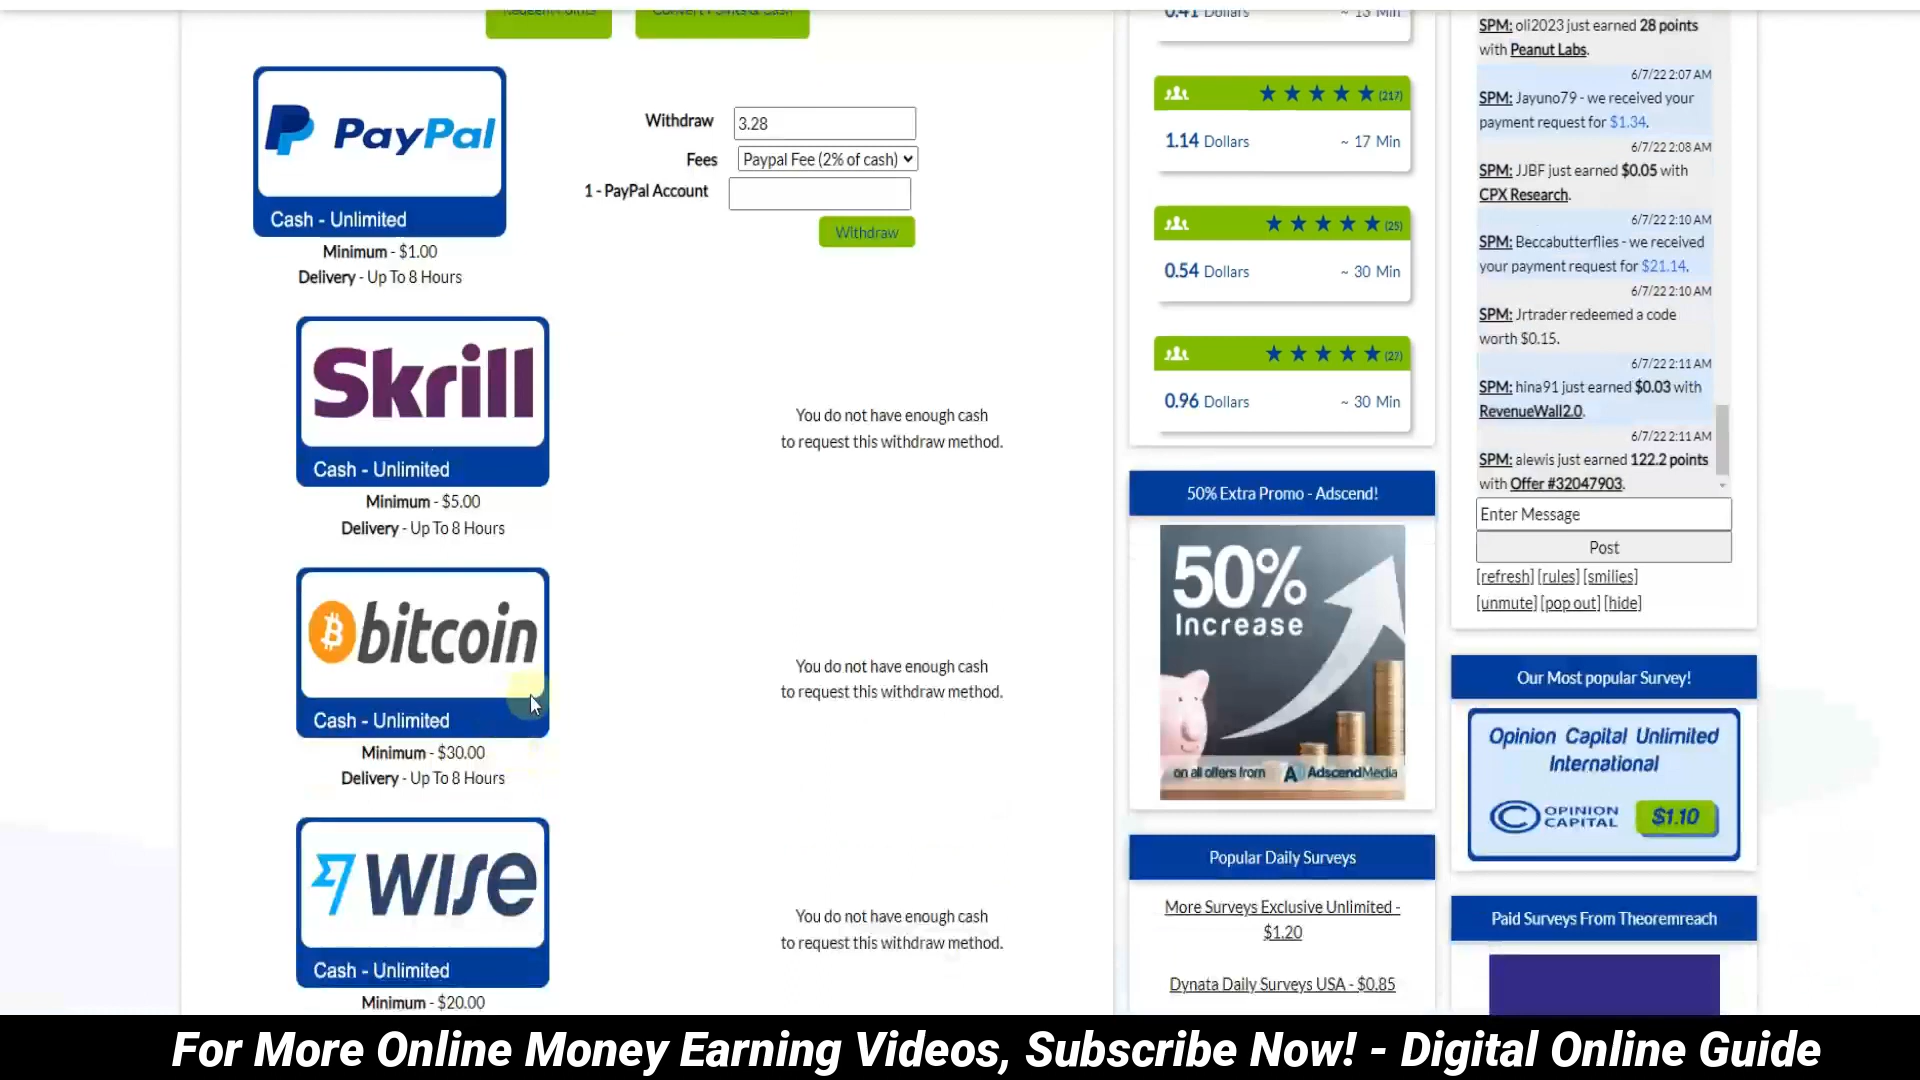 Redeem Points
Convert Points & Cash
PayPal
Cash - Unlimited
Minimum - $1.00
Delivery - Up To 8 Hours
Withdraw
3.28
Fees
Paypal Fee (2% of cash)
1 - PayPal Account
Withdraw
Skrill
Cash - Unlimited
Minimum - $5.00
Delivery - Up To 8 Hours
You do not have enough cash
to request this withdraw method.
bitcoin
Cash - Unlimited
Minimum - $30.00
Delivery - Up To 8 Hours
You do not have enough cash
to request this withdraw method.
WISE
Cash - Unlimited
Minimum - $20.00
You do not have enough cash
to request this withdraw method.
0.41 Dollars ~ 13 Min
(217)
1.14 Dollars ~ 17 Min
(25)
0.54 Dollars ~ 30 Min
(27)
0.96 Dollars ~ 30 Min
50% Extra Promo - Adscend!
50%
Increase
on all offers from AdscendMedia
Popular Daily Surveys
More Surveys Exclusive Unlimited -
$1.20
Dynata Daily Surveys USA - $0.85
SPM: oli2023 just earned 28 points
with Peanut Labs.
6/7/22 2:07 AM
SPM: Jayuno79 - we received your
payment request for $1.34.
6/7/22 2:08 AM
SPM: JJBF just earned $0.05 with
CPX Research.
6/7/22 2:10 AM
SPM: Beccabutterflies - we received
your payment request for $21.14.
6/7/22 2:10 AM
SPM: Jrtrader redeemed a code
worth $0.15.
6/7/22 2:11 AM
SPM: hina91 just earned $0.03 with
RevenueWall2.0.
6/7/22 2:11 AM
SPM: alewis just earned 122.2 points
with Offer #32047903.
Enter Message
Post
[refresh] [rules] [smilies]
[unmute] [pop out] [hide]
Our Most popular Survey!
Opinion Capital Unlimited
International
OPINION
CAPITAL
$1.10
Paid Surveys From Theoremreach
For More Online Money Earning Videos, Subscribe Now! - Digital Online Guide